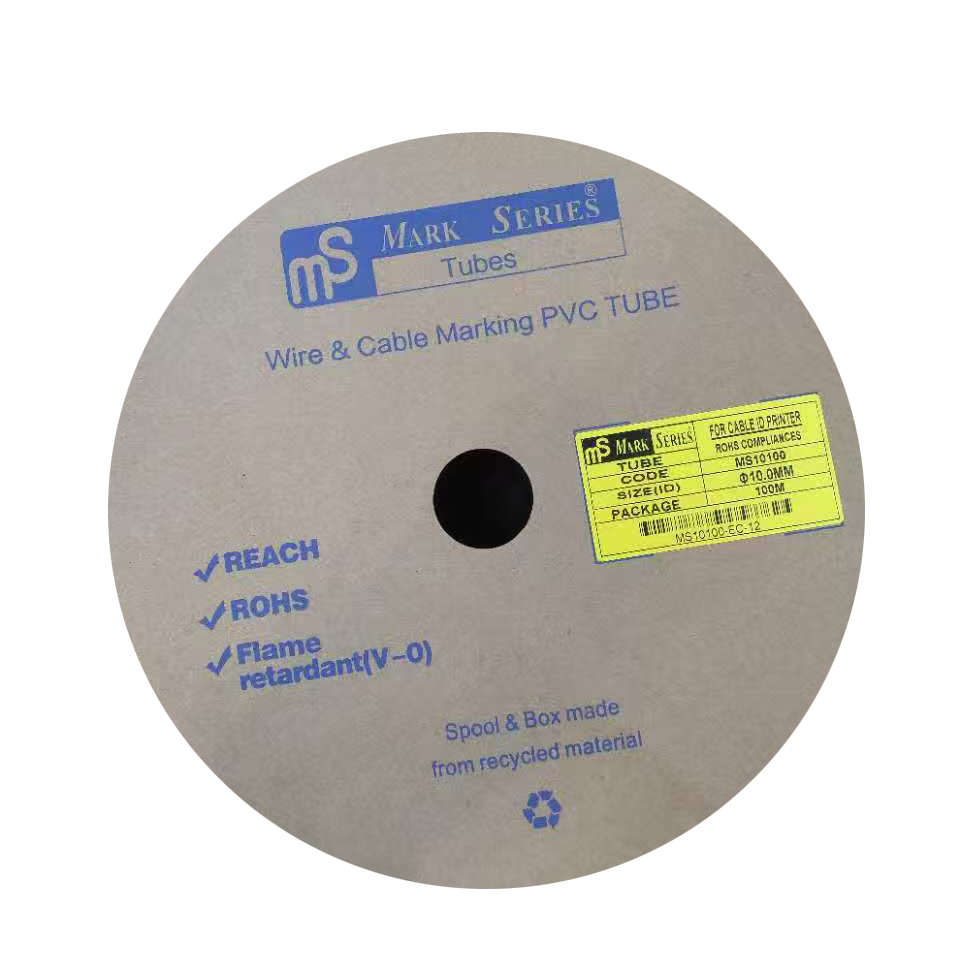 mS MARK SERIES®
Tubes
Wire & Cable Marking PVC TUBE
mS MARK SERIES
FOR CABLE ID PRINTER
ROHS COMPLIANCES
TUBE
CODE
MS10100
SIZE(ID)
Φ10.0MM
PACKAGE
100M
MS10100-EC-12
REACH
ROHS
Flame
retardant(V-0)
Spool & Box made
from recycled material